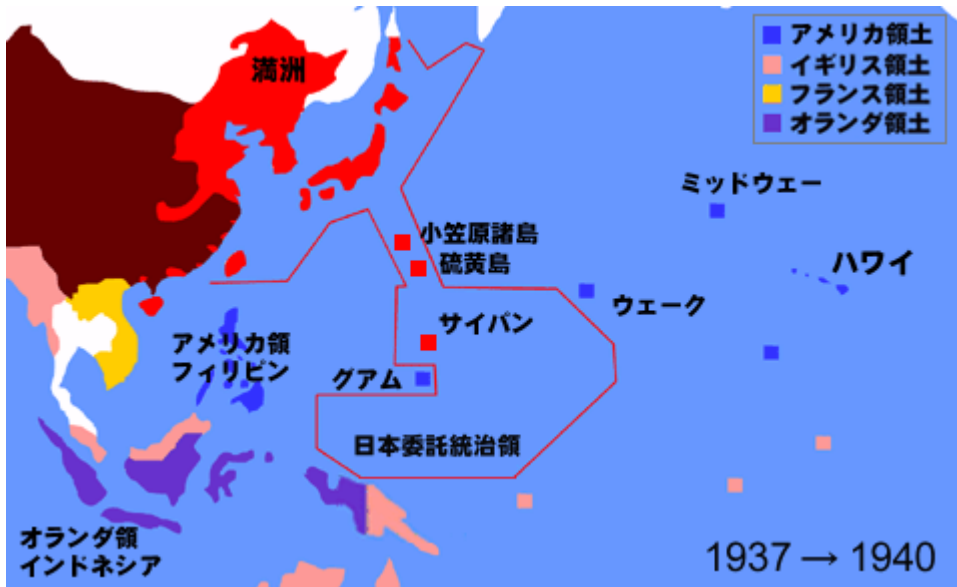 満洲
アメリカ領土
イギリス領土
フランス領土
オランダ領土
ミッドウェー
小笠原諸島
硫黄島
ハワイ
ウェーク
サイパン
アメリカ領
フィリピン
グアム
日本委託統治領
オランダ領
インドネシア
1937 → 1940